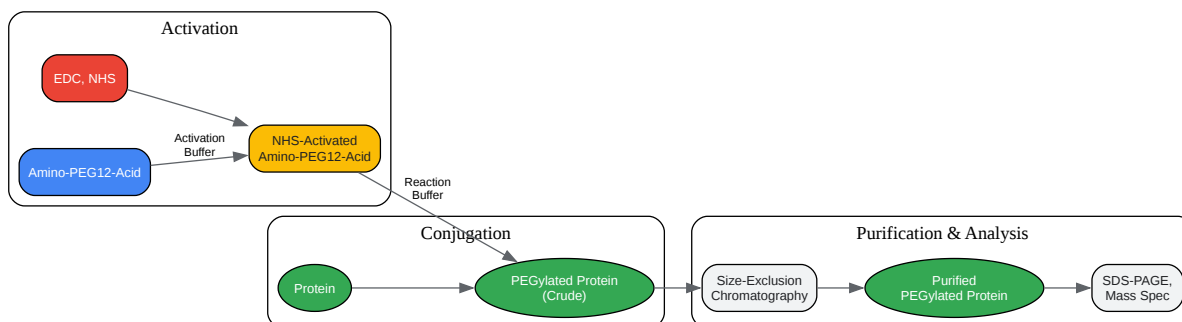 Activation
EDC, NHS
Amino-PEG12-Acid
Activation
Buffer
NHS-Activated
Amino-PEG12-Acid
Reaction
Buffer
Conjugation
Protein
PEGylated Protein
(Crude)
Purification & Analysis
Size-Exclusion
Chromatography
Purified
PEGylated Protein
SDS-PAGE,
Mass Spec